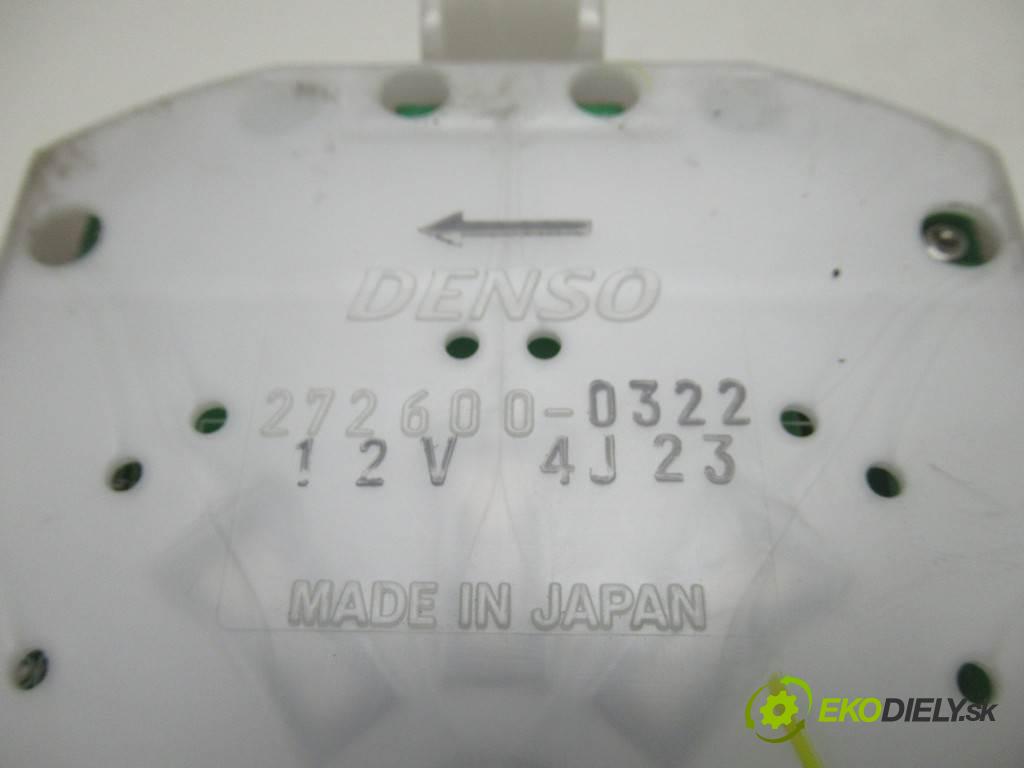 DENSO
272600-0322
12V 4J23
MADE IN JAPAN
EKODIELY.sk